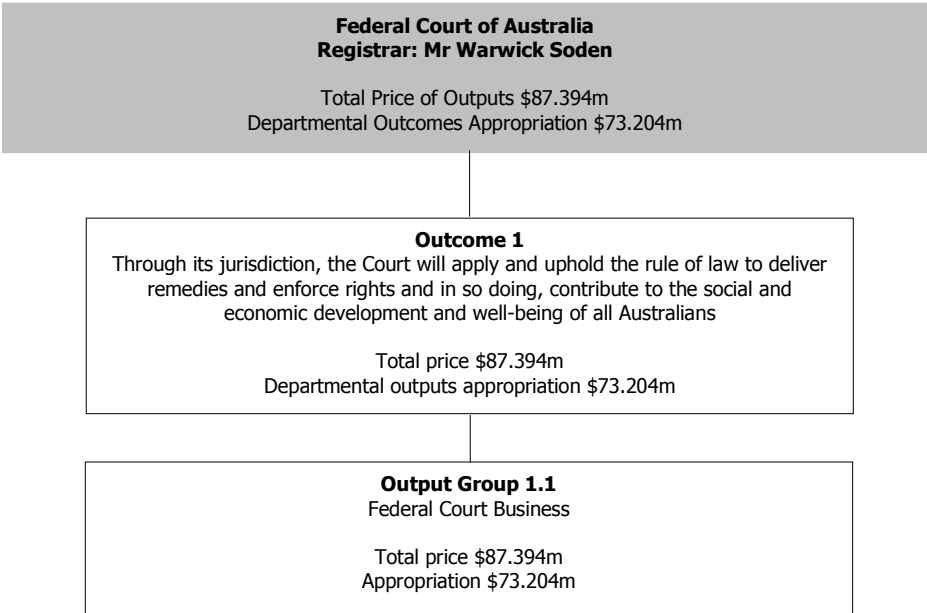 Federal Court of Australia
Registrar: Mr Warwick Soden
Total Price of Outputs $87.394m
Departmental Outcomes Appropriation $73.204m
Outcome 1
Through its jurisdiction, the Court will apply and uphold the rule of law to deliver
remedies and enforce rights and in so doing, contribute to the social and
economic development and well-being of all Australians
Total price $87.394m
Departmental outputs appropriation $73.204m
Output Group 1.1
Federal Court Business
Total price $87.394m
Appropriation $73.204m